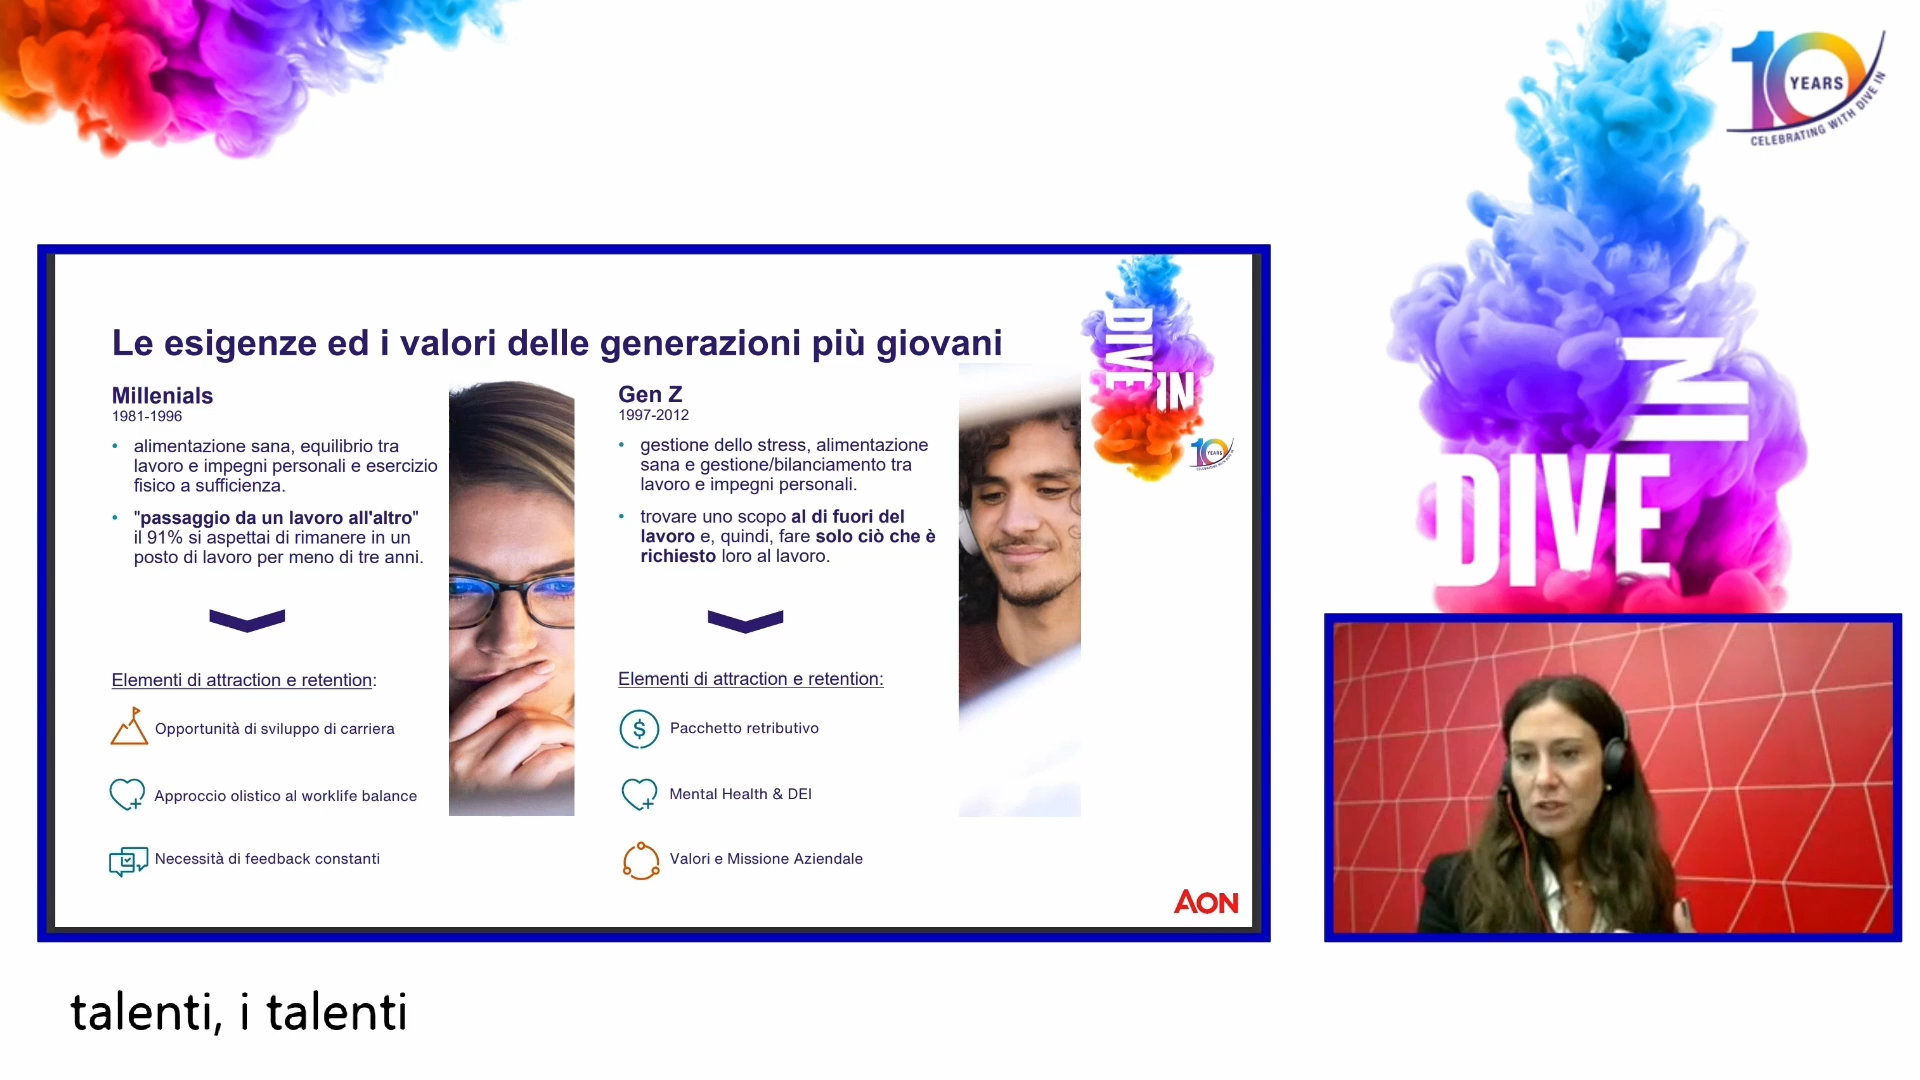 10 YEARS
CELEBRATING WITH DIVE IN
Le esigenze ed i valori delle generazioni più giovani
DIVE
IN
10 YEARS
Millenials
1981-1996
• alimentazione sana, equilibrio tra
lavoro e impegni personali e esercizio
fisico a sufficienza.
• "passaggio da un lavoro all'altro"
il 91% si aspettai di rimanere in un
posto di lavoro per meno di tre anni.
Elementi di attraction e retention:
Opportunità di sviluppo di carriera
Approccio olistico al worklife balance
Necessità di feedback constanti
Gen Z
1997-2012
• gestione dello stress, alimentazione
sana e gestione/bilanciamento tra
lavoro e impegni personali.
• trovare uno scopo al di fuori del
lavoro e, quindi, fare solo ciò che è
richiesto loro al lavoro.
Elementi di attraction e retention:
Pacchetto retributivo
Mental Health & DEI
Valori e Missione Aziendale
AON
DIVE
IN
talenti, i talenti